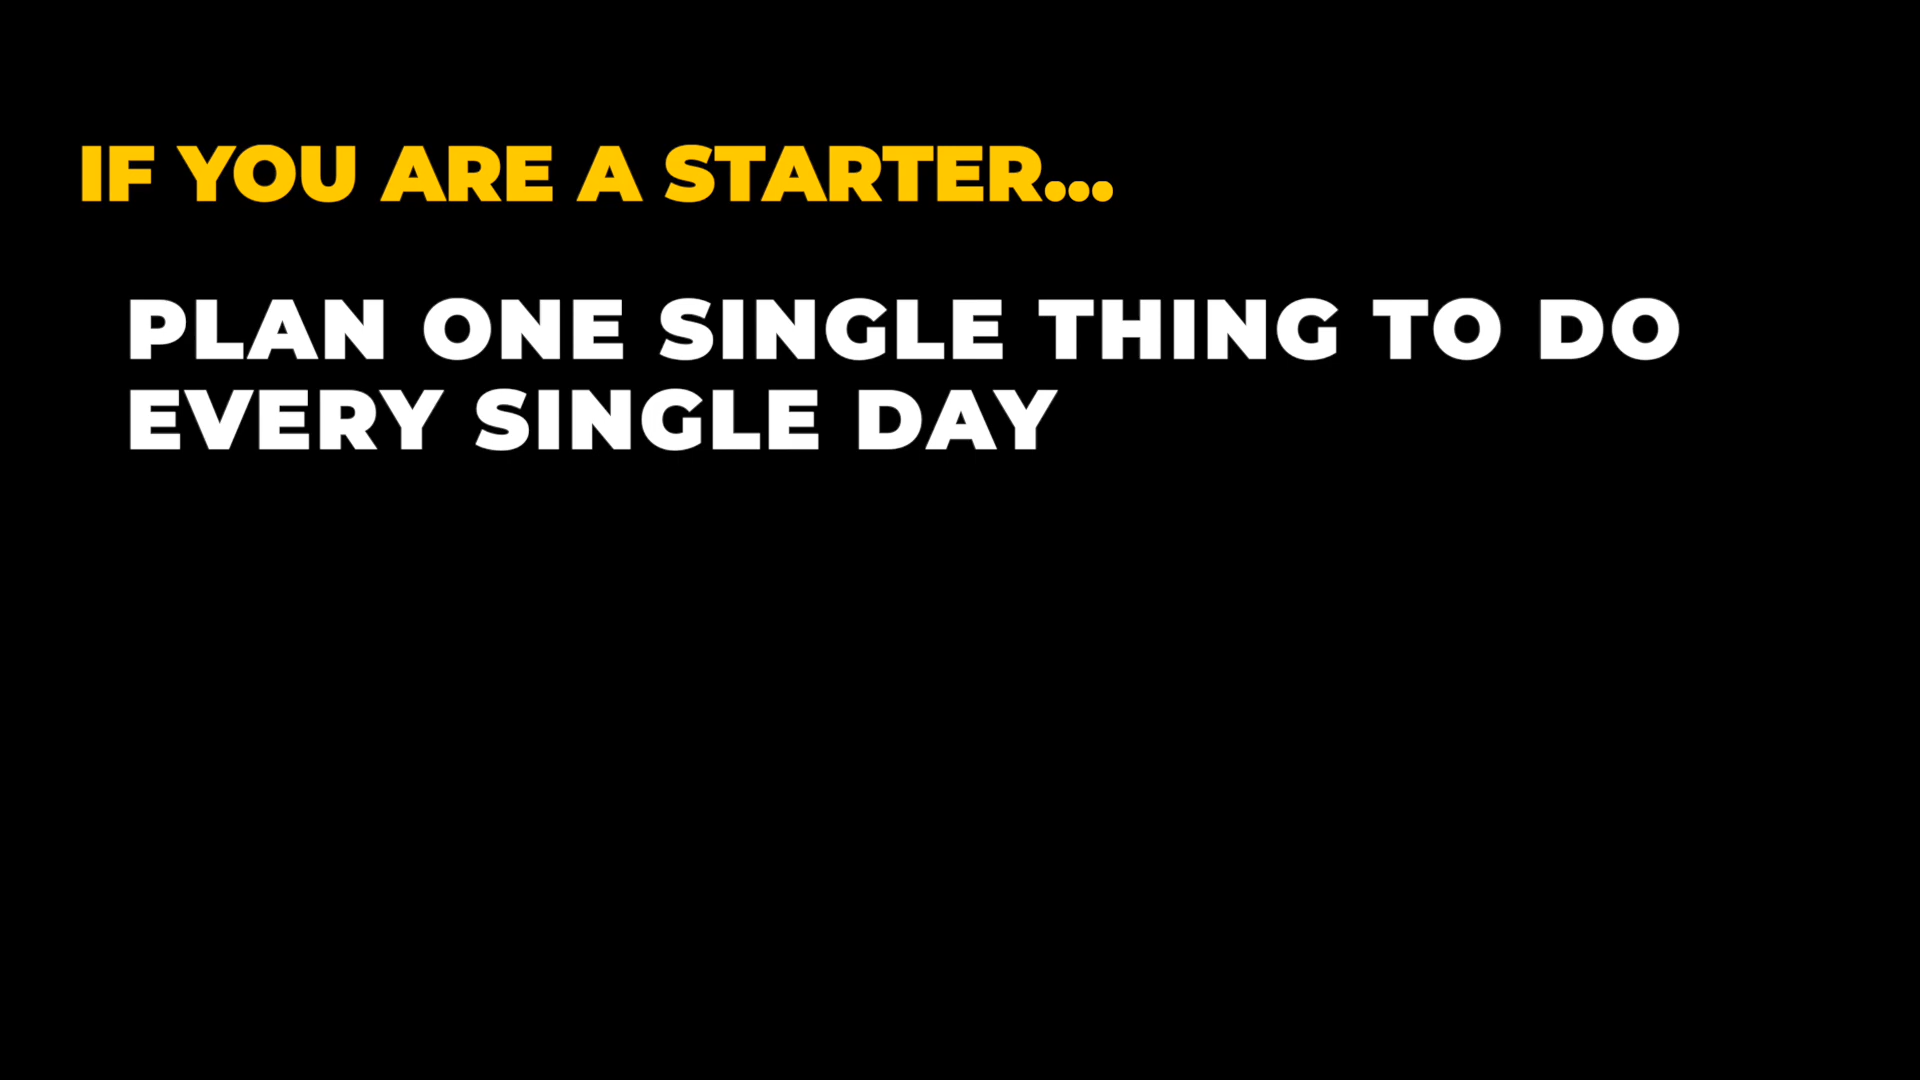 IF YOU ARE A STARTER...
PLAN ONE SINGLE THING TO DO
EVERY SINGLE DAY